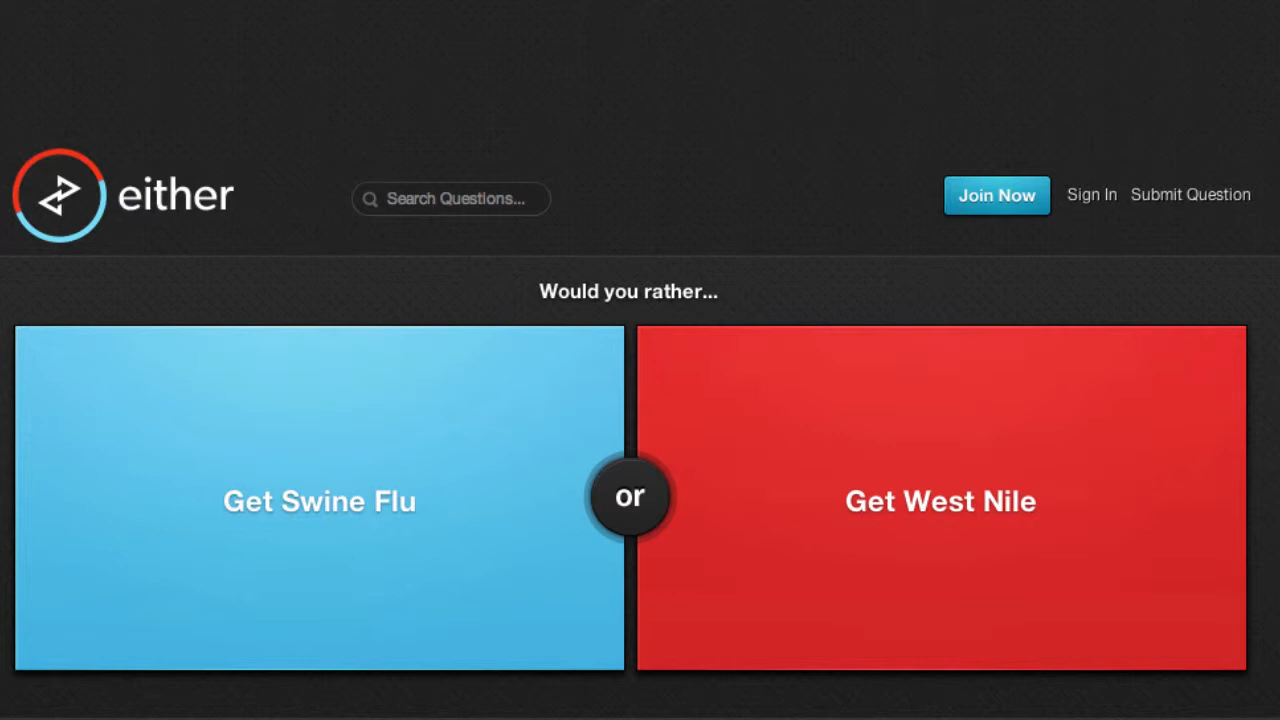 either
Search Questions...
Join Now
Sign In
Submit Question
Would you rather...
Get Swine Flu
or
Get West Nile